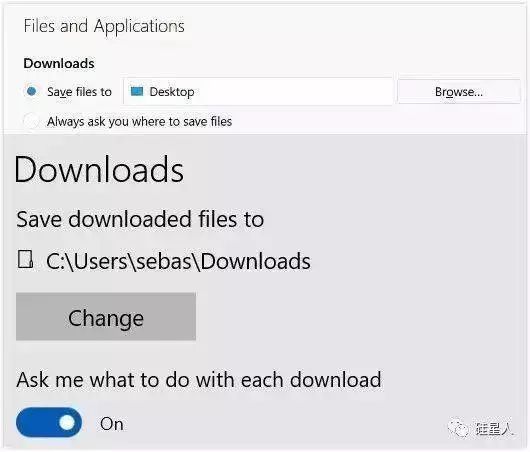 Files and Applications
Downloads
Save files to Desktop Browse...
Always ask you where to save files
Downloads
Save downloaded files to
C:\Users\sebas\Downloads
Change
Ask me what to do with each download
On
硅星人